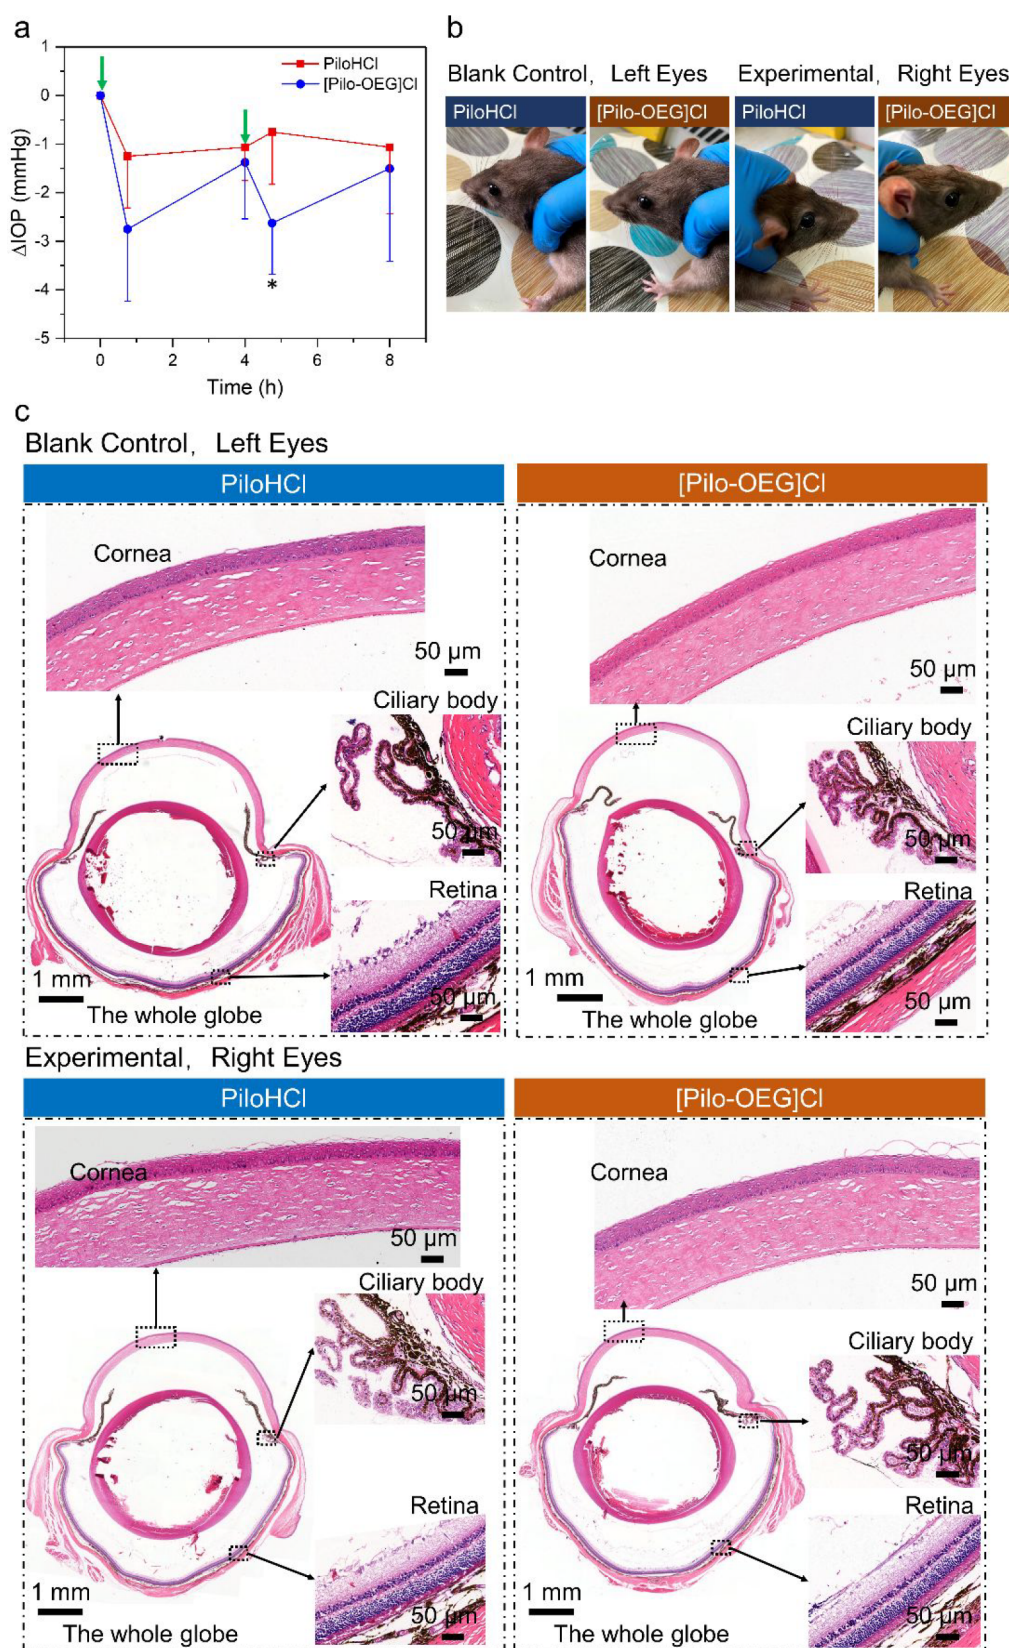 a
1
0
-1
-2
-3
-4
-5
ΔIOP (mmHg)
PiloHCl
[Pilo-OEG]Cl
*
0 2 4 6 8
Time (h)
b
Blank Control, Left Eyes Experimental, Right Eyes
PiloHCl [Pilo-OEG]Cl PiloHCl [Pilo-OEG]Cl
c
Blank Control, Left Eyes
PiloHCl
Cornea
50 µm
Ciliary body
50 µm
Retina
50 µm
1 mm
The whole globe
[Pilo-OEG]Cl
Cornea
50 µm
Ciliary body
50 µm
Retina
50 µm
1 mm
The whole globe
Experimental, Right Eyes
PiloHCl
Cornea
50 µm
Ciliary body
50 µm
Retina
50 µm
1 mm
The whole globe
[Pilo-OEG]Cl
Cornea
50 µm
Ciliary body
50 µm
Retina
50 µm
1 mm
The whole globe